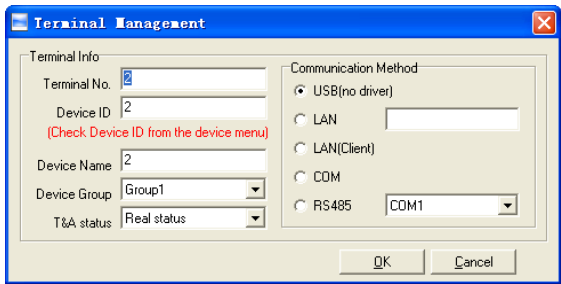 Terminal Management
Terminal Info
Terminal No. 2
Device ID 2
(Check Device ID from the device menu)
Device Name 2
Device Group Group1
T&A status Real status
Communication Method
USB(no driver)
LAN
LAN(Client)
COM
RS485 COM1
OK
Cancel